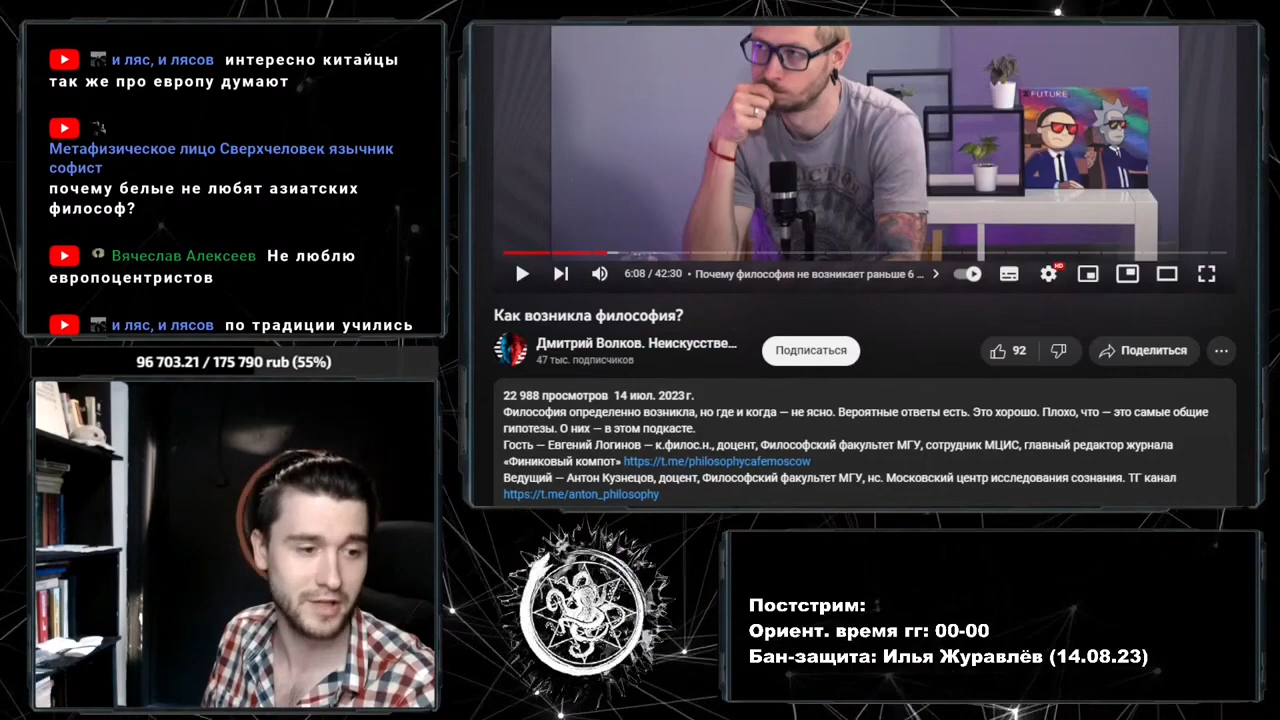 и ляс, и лясов интересно китайцы
так же про европу думают
Метафизическое лицо Сверхчеловек язычник
софист
почему белые не любят азиатских
философ?
Вячеслав Алексеев Не люблю
европоцентристов
и ляс, и лясов по традиции учились
96 703.21 / 175 790 rub (55%)
FUTURE
6:08 / 42:30 • Почему философия не возникает раньше 6 ...
HD
Как возникла философия?
Дмитрий Волков. Неискусстве...
47 тыс. подписчиков
Подписаться
92
Поделиться
22 988 просмотров 14 июл. 2023 г.
Философия определенно возникла, но где и когда — не ясно. Вероятные ответы есть. Это хорошо. Плохо, что — это самые общие
гипотезы. О них — в этом подкасте.
Гость — Евгений Логинов — к.филос.н., доцент, Философский факультет МГУ, сотрудник МЦИС, главный редактор журнала
«Финиковый компот» https://t.me/philosophycafemoscow
Ведущий — Антон Кузнецов, доцент, Философский факультет МГУ, нс. Московский центр исследования сознания. ТГ канал
https://t.me/anton_philosophy
Постстрим:
Ориент. время гг: 00-00
Бан-защита: Илья Журавлёв (14.08.23)